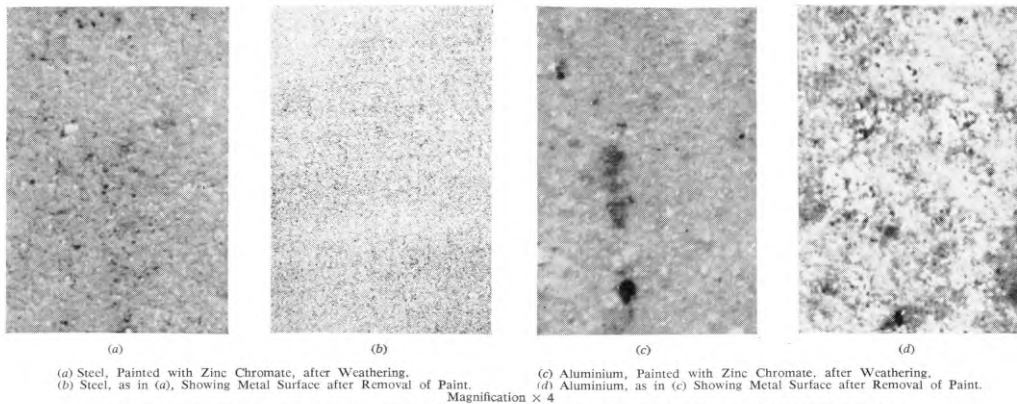 (a)
(b)
(c)
(d)
(a) Steel, Painted with Zinc Chromate, after Weathering,
(b) Steel, as in (a), Showing Metal Surface after Removal of Paint.
(c) Aluminium, Painted with Zinc Chromate, after Weathering,
(d) Aluminium, as in (c) Showing Metal Surface after Removal of Paint.
Magnification × 4